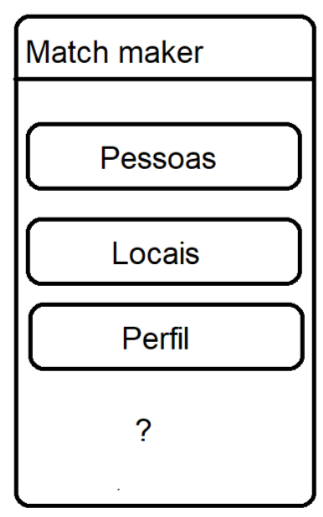 Match maker
Pessoas
Locais
Perfil
?